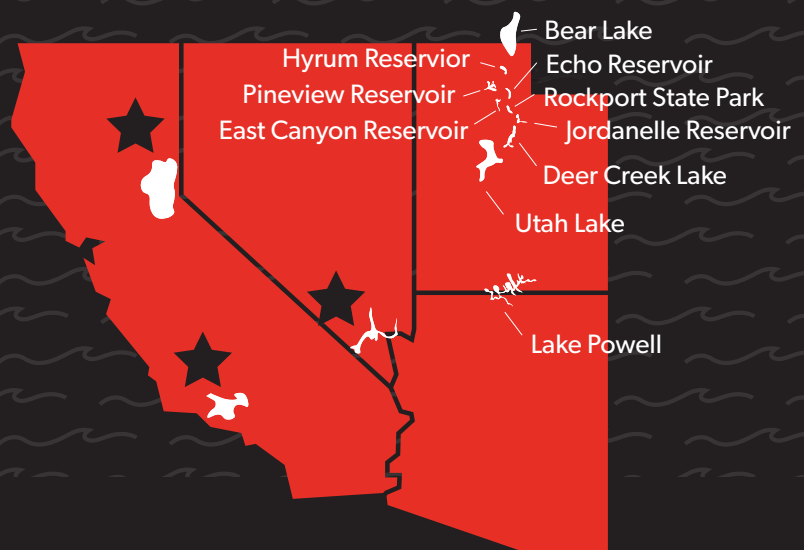 Bear Lake
Hyrum Reservior
Echo Reservoir
Pineview Reservoir
Rockport State Park
East Canyon Reservoir
Jordanelle Reservoir
Deer Creek Lake
Utah Lake
Lake Powell